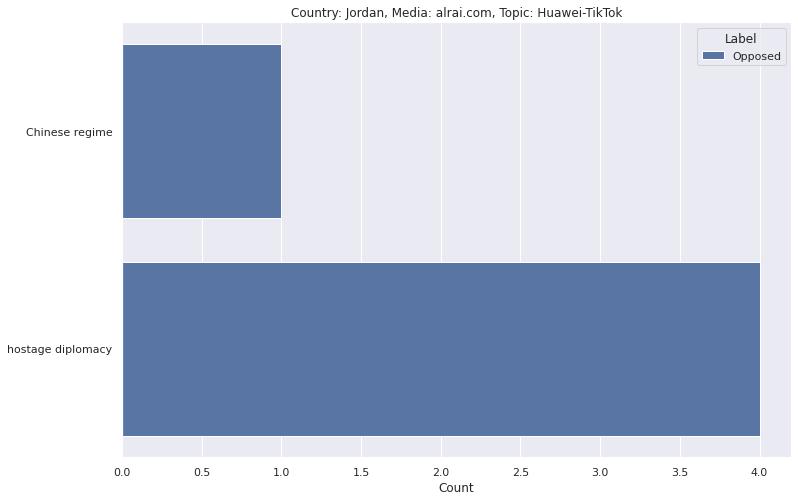 Country: Jordan, Media: alrai.com, Topic: Huawei-TikTok
Label
Opposed
Chinese regime
hostage diplomacy
0.0 0.5 1.0 1.5 2.0 2.5 3.0 3.5 4.0
Count